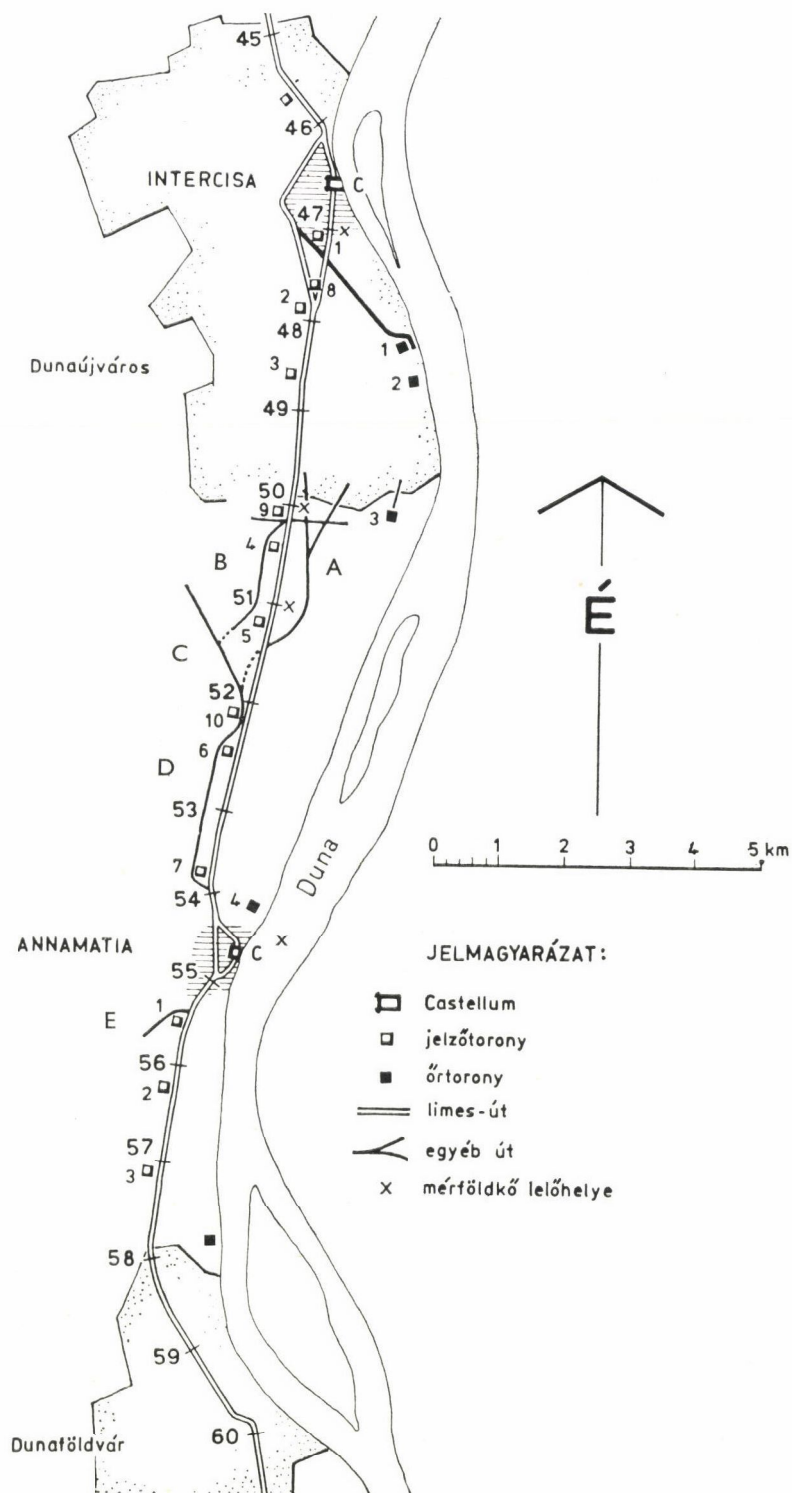 45
46
INTERCISA
C
47
1
8
2
48
1
Dunaújváros
3
2
49
50
9
3
4
B
A
51
5
C
É
52
10
6
D
53
0 1 2 3 4 5 km
7
Duna
54
4
ANNAMATIA
C
JELMAGYARÁZAT:
55
Castellum
1
E
jelzőtorony
56
őrtorony
2
limes-út
57
egyéb út
3
mérföldkő lelőhelye
58
59
60
Dunaföldvár